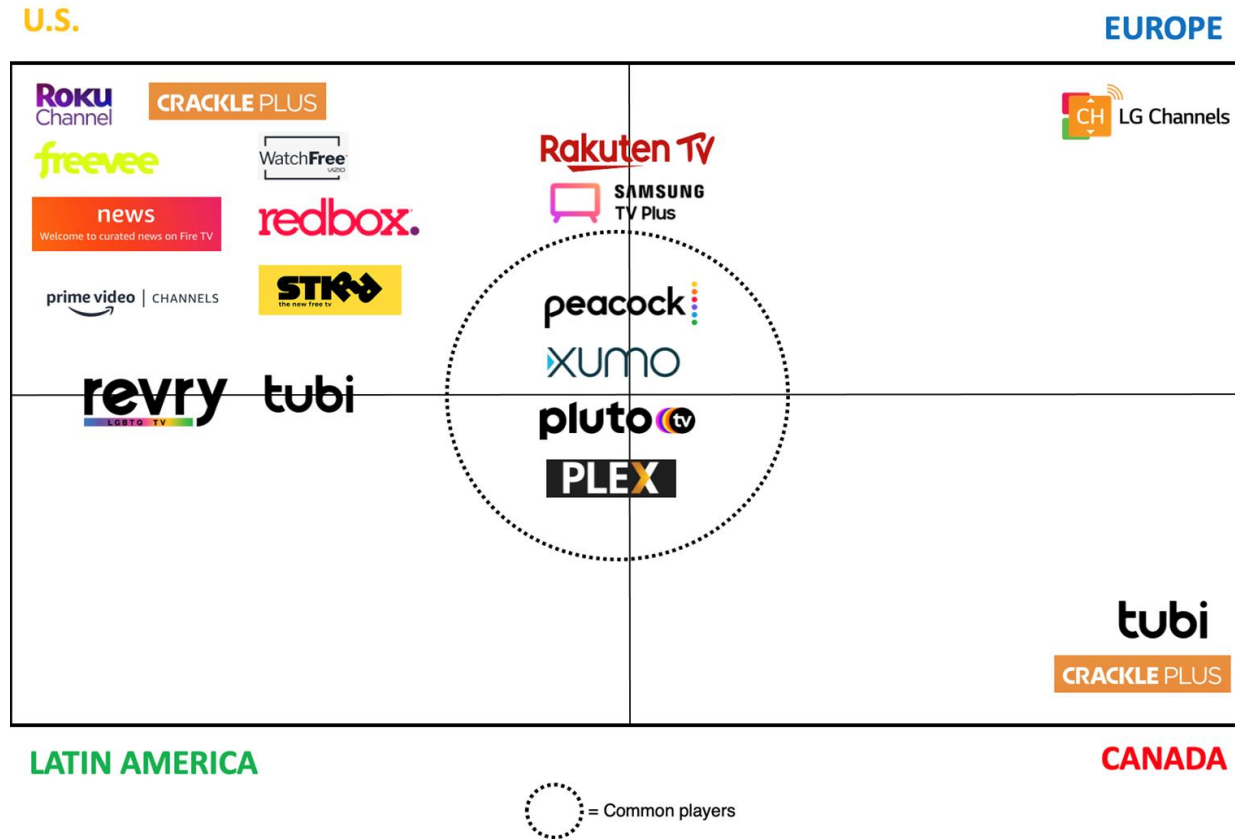 U.S.
EUROPE
ROKU
Channel
CRACKLE PLUS
freevee
WatchFree
VIZIO
news
Welcome to curated news on Fire TV
redbox.
prime video | CHANNELS
STIRR
the new free tv
Rakuten TV
SAMSUNG
TV Plus
CH LG Channels
peacock
XUMO
pluto tv
PLEX
revry
LGBTQ TV
tubi
tubi
CRACKLE PLUS
LATIN AMERICA
CANADA
= Common players